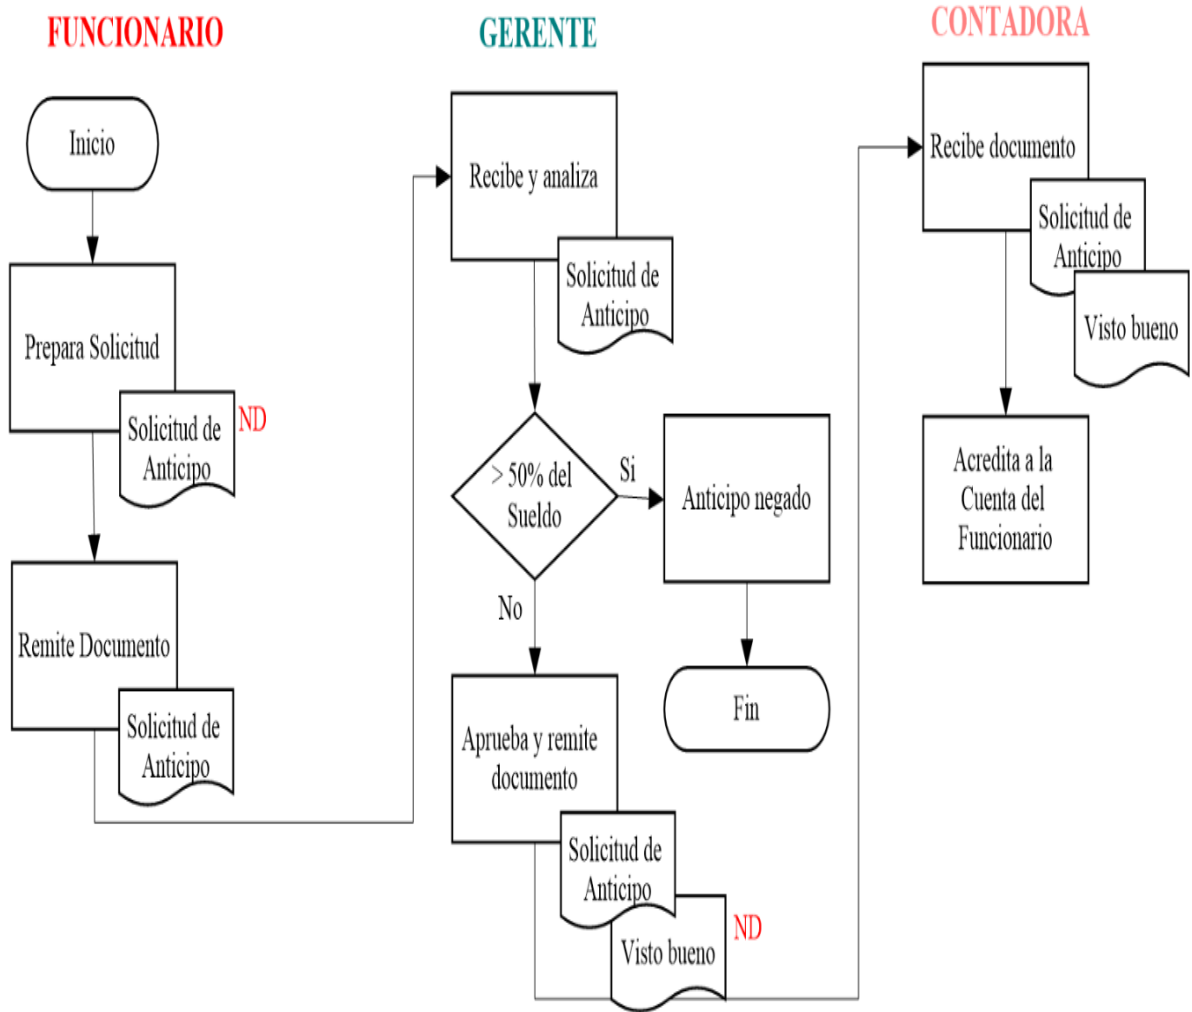 FUNCIONARIO
GERENTE
CONTADORA
Inicio
Prepara Solicitud
Solicitud de
Anticipo
ND
Remite Documento
Solicitud de
Anticipo
Recibe y analiza
Solicitud de
Anticipo
> 50% del
Sueldo
Si
No
Anticipo negado
Fin
Aprueba y remite
documento
Solicitud de
Anticipo
Visto bueno
ND
Recibe documento
Solicitud de
Anticipo
Visto bueno
Acredita a la
Cuenta del
Funcionario